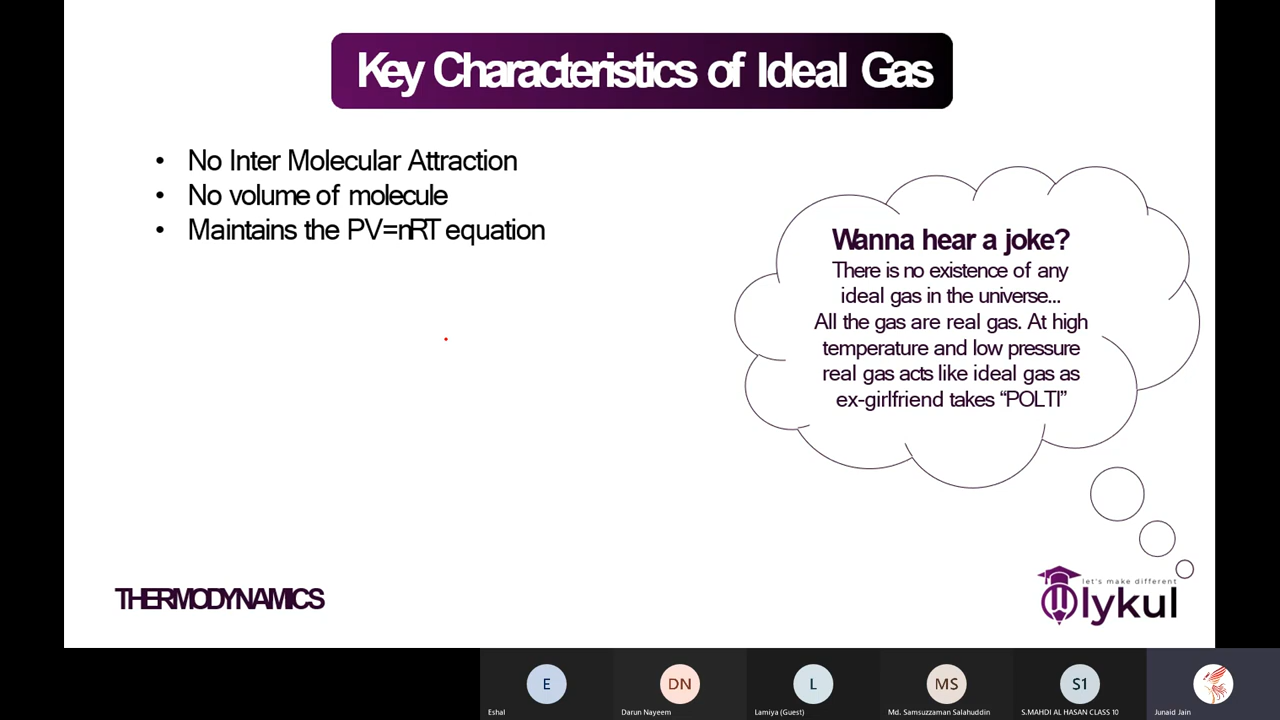 Key Characteristics of Ideal Gas
• No Inter Molecular Attraction
• No volume of molecule
• Maintains the PV=nRT equation
Wanna hear a joke?
There is no existence of any
ideal gas in the universe...
All the gas are real gas. At high
temperature and low pressure
real gas acts like ideal gas as
ex-girlfriend takes “POLTI”
THERMODYNAMICS
let's make different
lykul
E
DN
L
MS
S1
Eshal
Darun Nayeem
Lamiya (Guest)
Md. Samsuzzaman Salahuddin
S.MAHDI AL HASAN CLASS 10
Junaid Jain